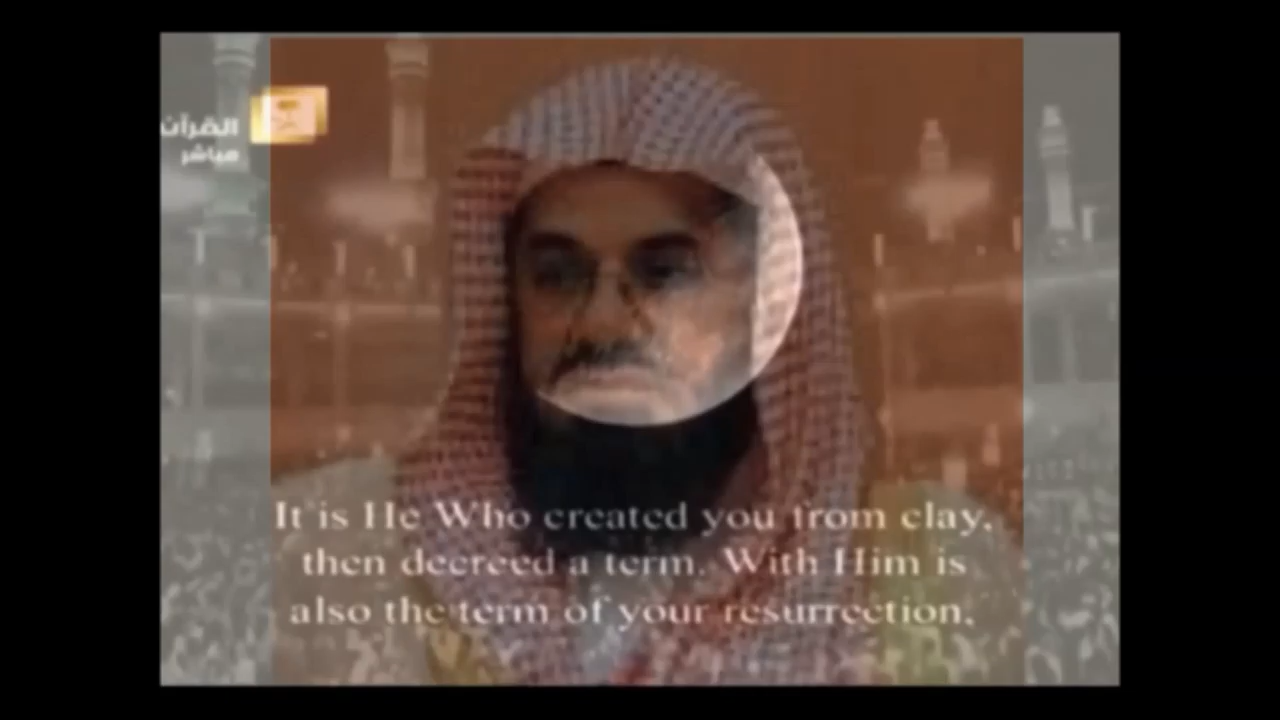 القرآن
مباشر
It is He Who created you from clay,
then decreed a term. With Him is
also the term of your resurrection,